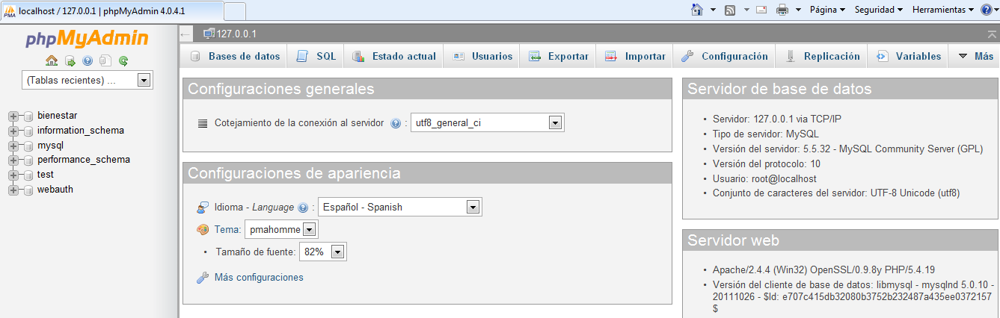 localhost / 127.0.0.1 | phpMyAdmin 4.0.4.1
Página
Seguridad
Herramientas
phpMyAdmin
(Tablas recientes) ...
bienestar
information_schema
mysql
performance_schema
test
webauth
127.0.0.1
Bases de datos
SQL
Estado actual
Usuarios
Exportar
Importar
Configuración
Replicación
Variables
Más
Configuraciones generales
Cotejamiento de la conexión al servidor : utf8_general_ci
Configuraciones de apariencia
Idioma - Language : Español - Spanish
Tema: pmahomme
• Tamaño de fuente: 82%
Más configuraciones
Servidor de base de datos
• Servidor: 127.0.0.1 via TCP/IP
• Tipo de servidor: MySQL
• Versión del servidor: 5.5.32 - MySQL Community Server (GPL)
• Versión del protocolo: 10
• Usuario: root@localhost
• Conjunto de caracteres del servidor: UTF-8 Unicode (utf8)
Servidor web
• Apache/2.4.4 (Win32) OpenSSL/0.9.8y PHP/5.4.19
• Versión del cliente de base de datos: libmysql - mysqlnd 5.0.10 -
20111026 - $Id: e707c415db32080b3752b232487a435ee0372157
$